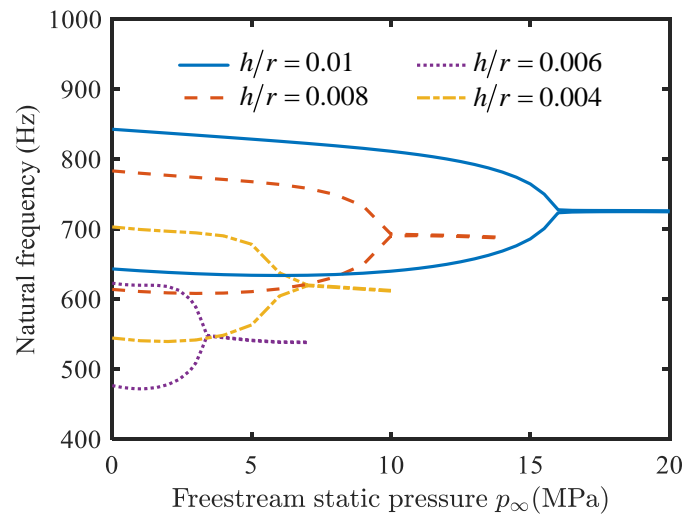 1000
900
800
700
600
500
400
Natural frequency (Hz)
h/r = 0.01
h/r = 0.008
h/r = 0.006
h/r = 0.004
0 5 10 15 20
Freestream static pressure p∞(MPa)